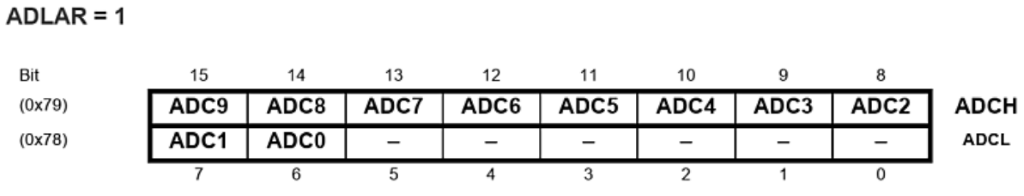 ADLAR = 1
Bit 15 14 13 12 11 10 9 8
(0x79) ADC9 ADC8 ADC7 ADC6 ADC5 ADC4 ADC3 ADC2 ADCH
(0x78) ADC1 ADC0 – – – – – – ADCL
7 6 5 4 3 2 1 0